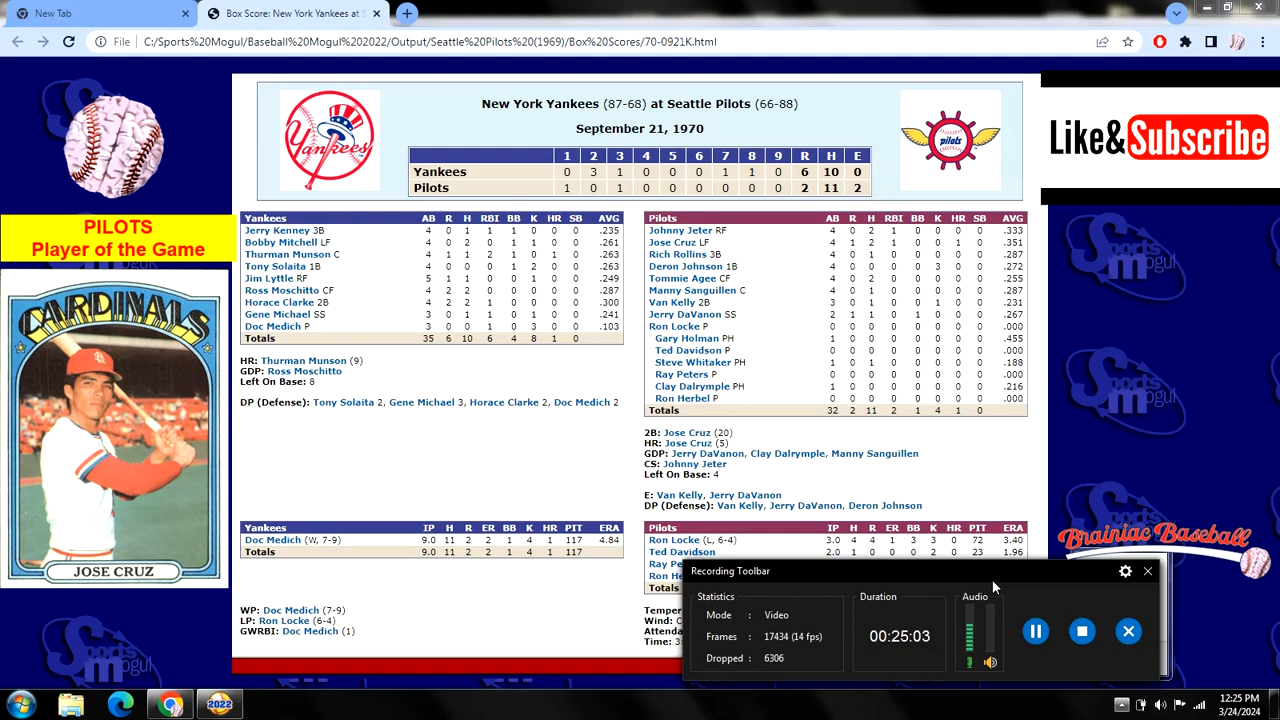 New Tab
Box Score: New York Yankees at S
File C:/Sports%20Mogul/Baseball%20Mogul%202022/Output/Seattle%20Pilots%20(1969)/Box%20Scores/70-0921K.html
New York Yankees (87-68) at Seattle Pilots (66-88)
September 21, 1970
Yankees
pilots
1 2 3 4 5 6 7 8 9 R H E
Yankees 0 3 1 0 0 0 1 1 0 6 10 0
Pilots 1 0 1 0 0 0 0 0 0 2 11 2
Like&Subscribe
PILOTS
Player of the Game
CARDINALS
JOSE CRUZ
Yankees AB R H RBI BB K HR SB AVG
Jerry Kenney 3B 4 0 1 1 1 0 0 0 .235
Bobby Mitchell LF 4 0 2 0 1 1 0 0 .261
Thurman Munson C 4 1 1 2 1 0 1 0 .263
Tony Solaita 1B 4 0 0 0 1 2 0 0 .263
Jim Lyttle RF 5 1 1 0 0 1 0 0 .249
Ross Moschitto CF 4 2 2 0 0 0 0 0 .287
Horace Clarke 2B 4 2 2 1 0 0 0 0 .300
Gene Michael SS 3 0 1 1 0 1 0 0 .241
Doc Medich P 3 0 0 1 0 3 0 0 .103
Totals 35 6 10 6 4 8 1 0
HR: Thurman Munson (9)
GDP: Ross Moschitto
Left On Base: 8
DP (Defense): Tony Solaita 2, Gene Michael 3, Horace Clarke 2, Doc Medich 2
Pilots AB R H RBI BB K HR SB AVG
Johnny Jeter RF 4 0 2 1 0 0 0 0 .333
Jose Cruz LF 4 2 2 1 0 0 1 0 .351
Rich Rollins 3B 4 0 1 0 0 0 0 0 .287
Deron Johnson 1B 4 0 0 0 0 3 0 0 .272
Tommie Agee CF 4 0 2 0 0 0 0 0 .255
Manny Sanguillen C 4 0 1 0 0 0 0 0 .287
Van Kelly 2B 3 0 1 0 0 1 0 0 .231
Jerry DaVanon SS 2 1 1 0 1 0 0 0 .267
Ron Locke P 0 0 0 0 0 0 0 0 .000
Gary Holman PH 1 0 0 0 0 0 0 0 .455
Ted Davidson P 0 0 0 0 0 0 0 0 .000
Steve Whitaker PH 1 0 1 0 0 0 0 0 .188
Ray Peters P 0 0 0 0 0 0 0 0 .000
Clay Dalrymple PH 1 0 0 0 0 0 0 0 .216
Ron Herbel P 0 0 0 0 0 0 0 0 .000
Totals 32 2 11 2 1 4 1 0
2B: Jose Cruz (20)
HR: Jose Cruz (5)
GDP: Jerry DaVanon, Clay Dalrymple, Manny Sanguillen
CS: Johnny Jeter
Left On Base: 4
E: Van Kelly, Jerry DaVanon
DP (Defense): Van Kelly, Jerry DaVanon, Deron Johnson
Yankees IP H R ER BB K HR PIT ERA
Doc Medich (W, 7-9) 9.0 11 2 2 1 4 1 117 4.84
Totals 9.0 11 2 2 1 4 1 117
WP: Doc Medich (7-9)
LP: Ron Locke (6-4)
GWRBI: Doc Medich (1)
Pilots IP H R ER BB K HR PIT ERA
Ron Locke (L, 6-4) 3.0 4 4 1 3 3 0 72 3.40
Ted Davidson 2.0 1 0 0 0 2 0 23 1.96
Ray Pe
Ron He
Totals
Temper
Wind: C
Attenda
Time: 3
Brainiac Baseball
Sports Mogul
Recording Toolbar
Statistics
Mode : Video
Frames : 17434 (14 fps)
Dropped : 6306
Duration
00:25:03
Audio
2022
12:25 PM
3/24/2024